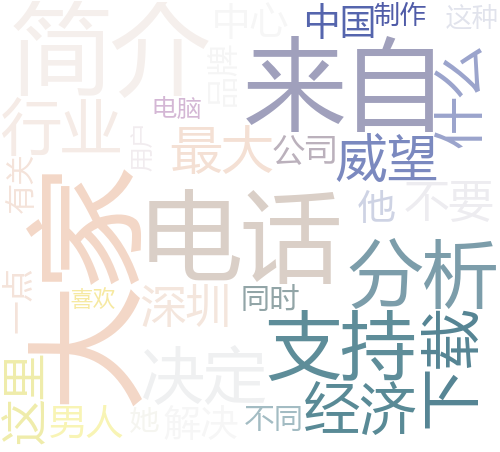 简介
中心
中国
制作
这种
来自
什么
品牌
电脑
行业
用户
最大
公司
威望
有关
大家
电话
他
不要
分析
一点
喜欢
深圳
同时
支持
下载
这里
决定
经济
男人
她
解决
不同